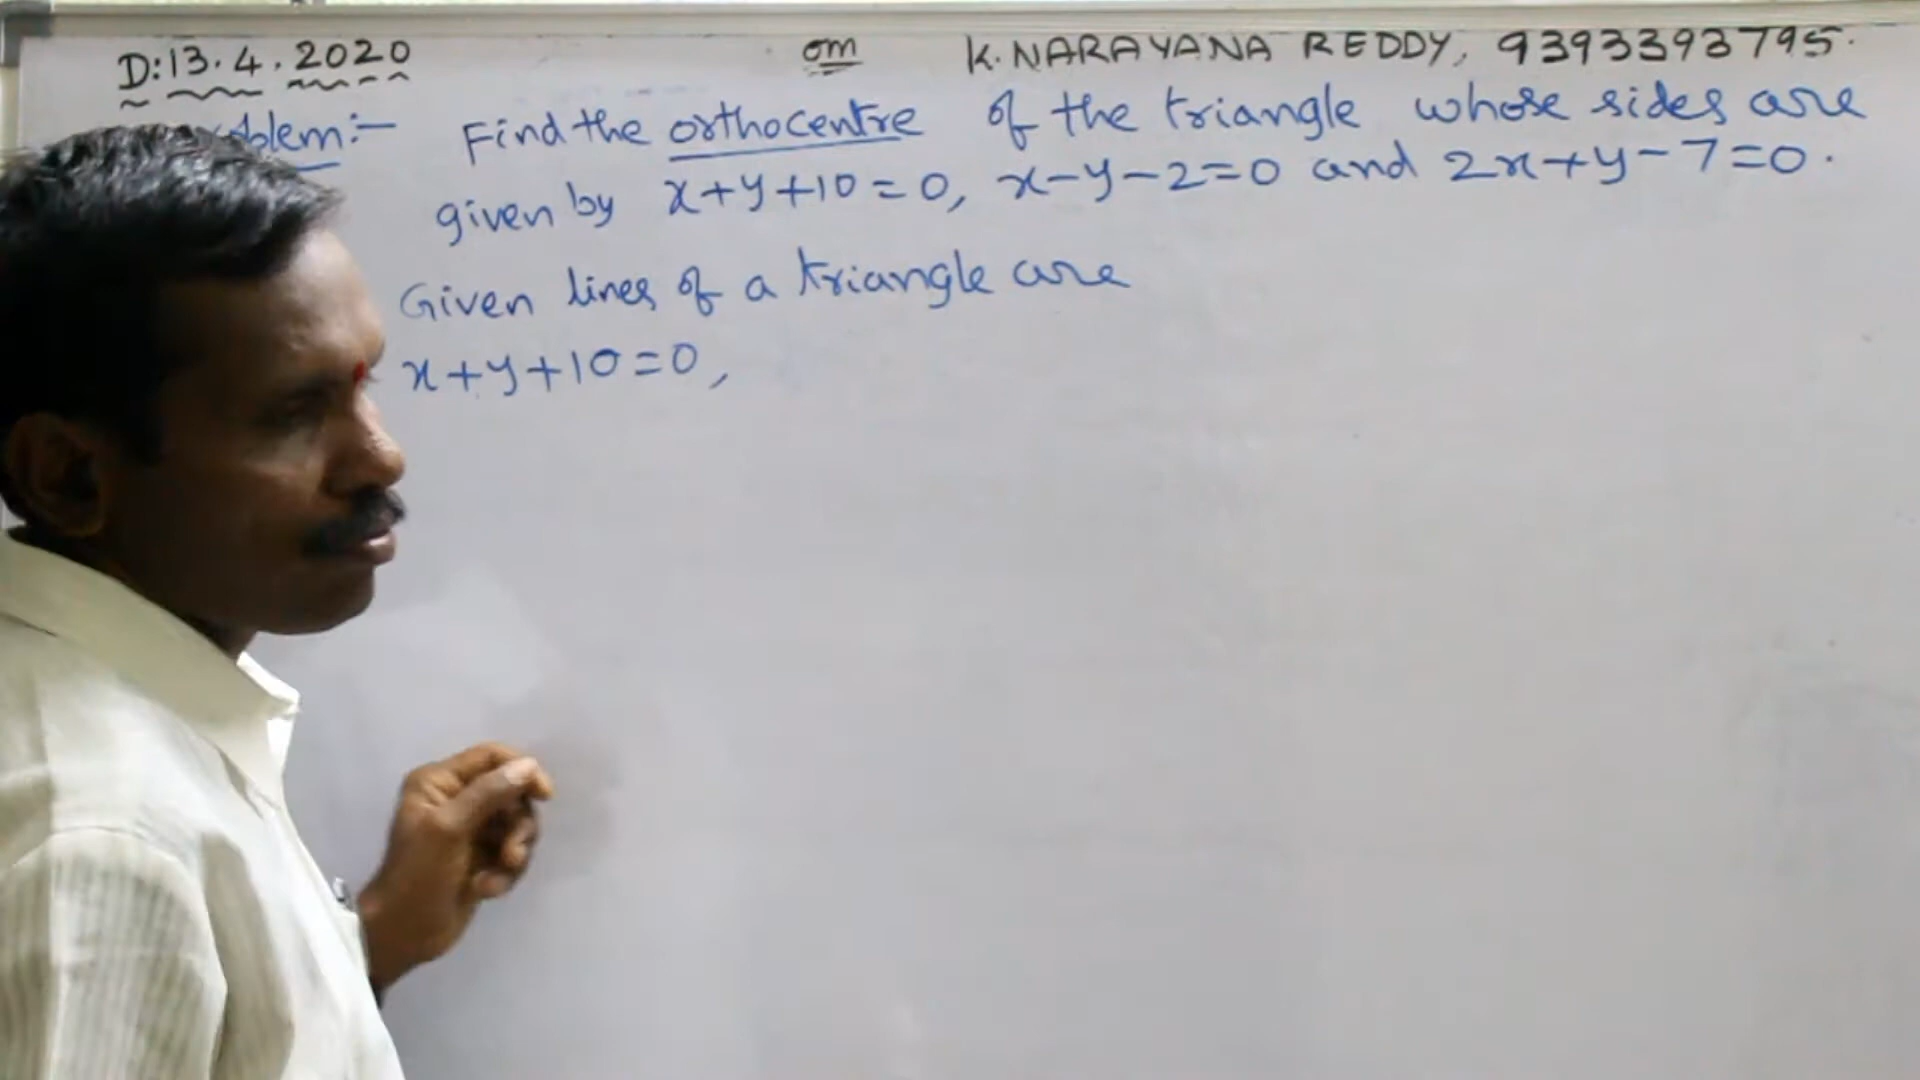 D:13.4.2020 om K.NARAYANA REDDY, 9393393795.
Find the orthocentre of the triangle whose sides are
given by x+y+10=0, x-y-2=0 and 2x+y-7=0.
Given lines of a triangle are
x+y+10=0,